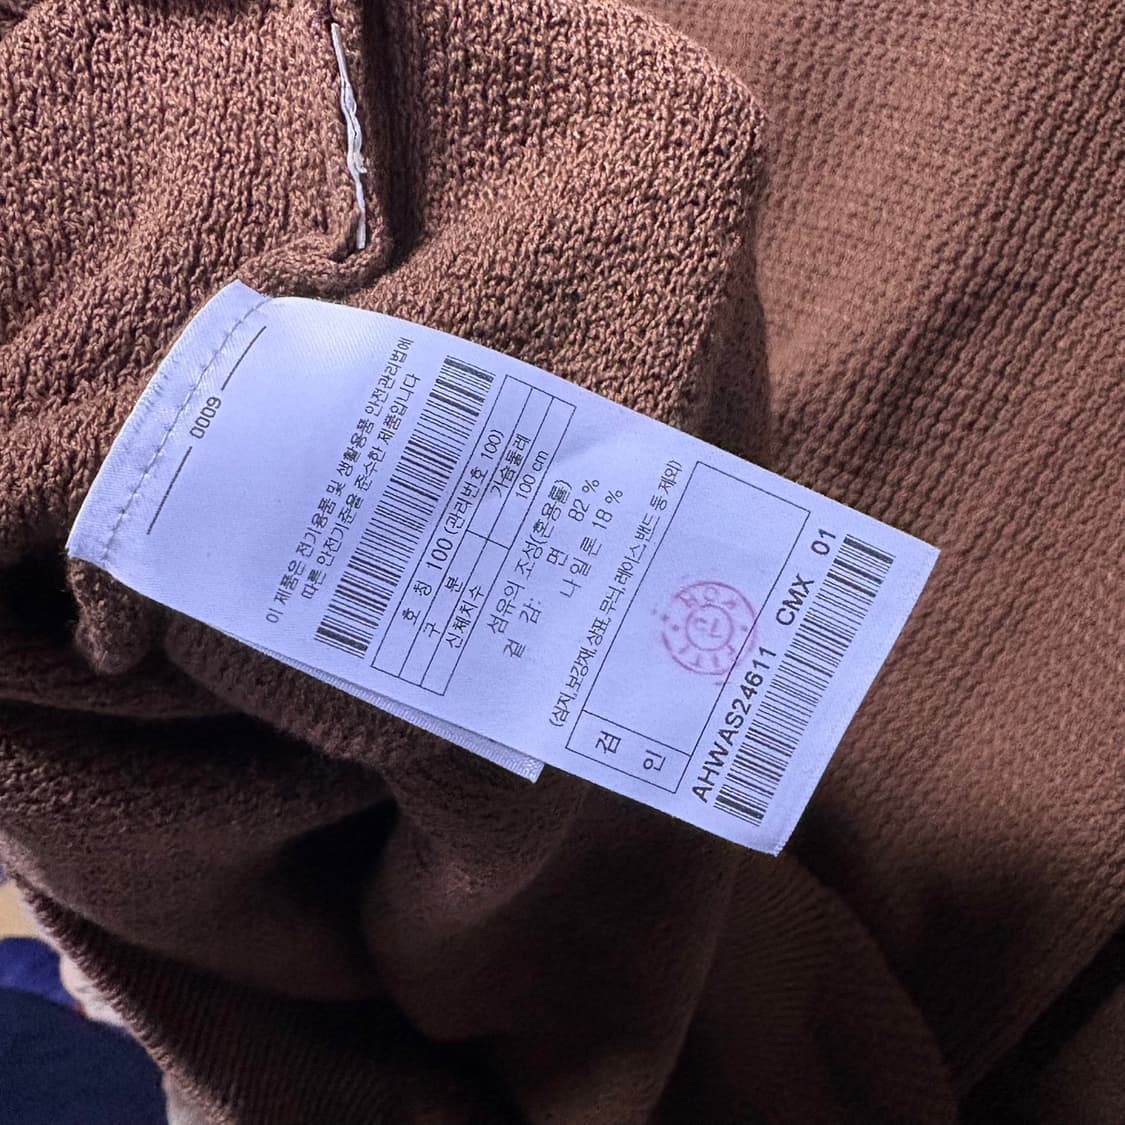 0009
이 제품은 전기용품 및 생활용품 안전관리법에
따른 안전기준을 준수한 제품입니다
호 칭 100 (관리번호 100)
구 분 가슴둘레
신체치수 100 cm
섬유의 조성(혼용률)
겉 감: 면 82 %
나일론 18 %
(심지,보강재,상표,무늬,레이스,밴드 등 제외)
검
인
AHWAS24611 CMX 01